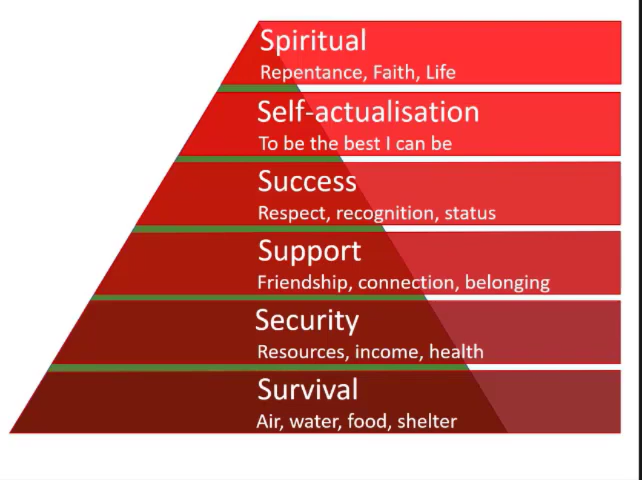 Spiritual
Repentance, Faith, Life
Self-actualisation
To be the best I can be
Success
Respect, recognition, status
Support
Friendship, connection, belonging
Security
Resources, income, health
Survival
Air, water, food, shelter